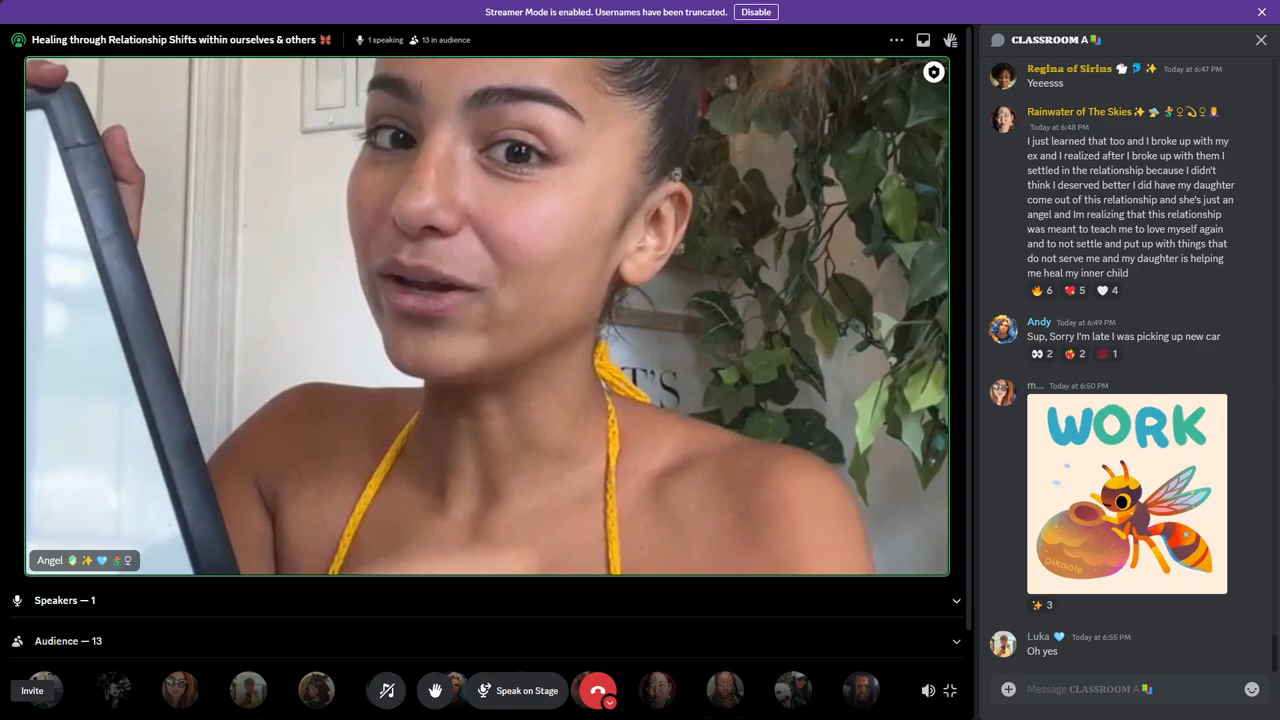 Streamer Mode is enabled. Usernames have been truncated. Disable
Healing through Relationship Shifts within ourselves & others 🦋
1 speaking 13 in audience
T'S
Angel
Speakers — 1
Audience — 13
Invite
Speak on Stage
CLASSROOM A
Regina of Sirius Today at 6:47 PM
Yeeesss
Rainwater of The Skies
Today at 6:48 PM
I just learned that too and I broke up with my
ex and I realized after I broke up with them I
settled in the relationship because I didn't
think I deserved better I did have my daughter
come out of this relationship and she's just an
angel and Im realizing that this relationship
was meant to teach me to love myself again
and to not settle and put up with things that
do not serve me and my daughter is helping
me heal my inner child
6 5 4
Andy Today at 6:49 PM
Sup, Sorry I'm late I was picking up new car
2 2 1
m... Today at 6:50 PM
WORK
pikaole
3
Luka Today at 6:55 PM
Oh yes
Message CLASSROOM A